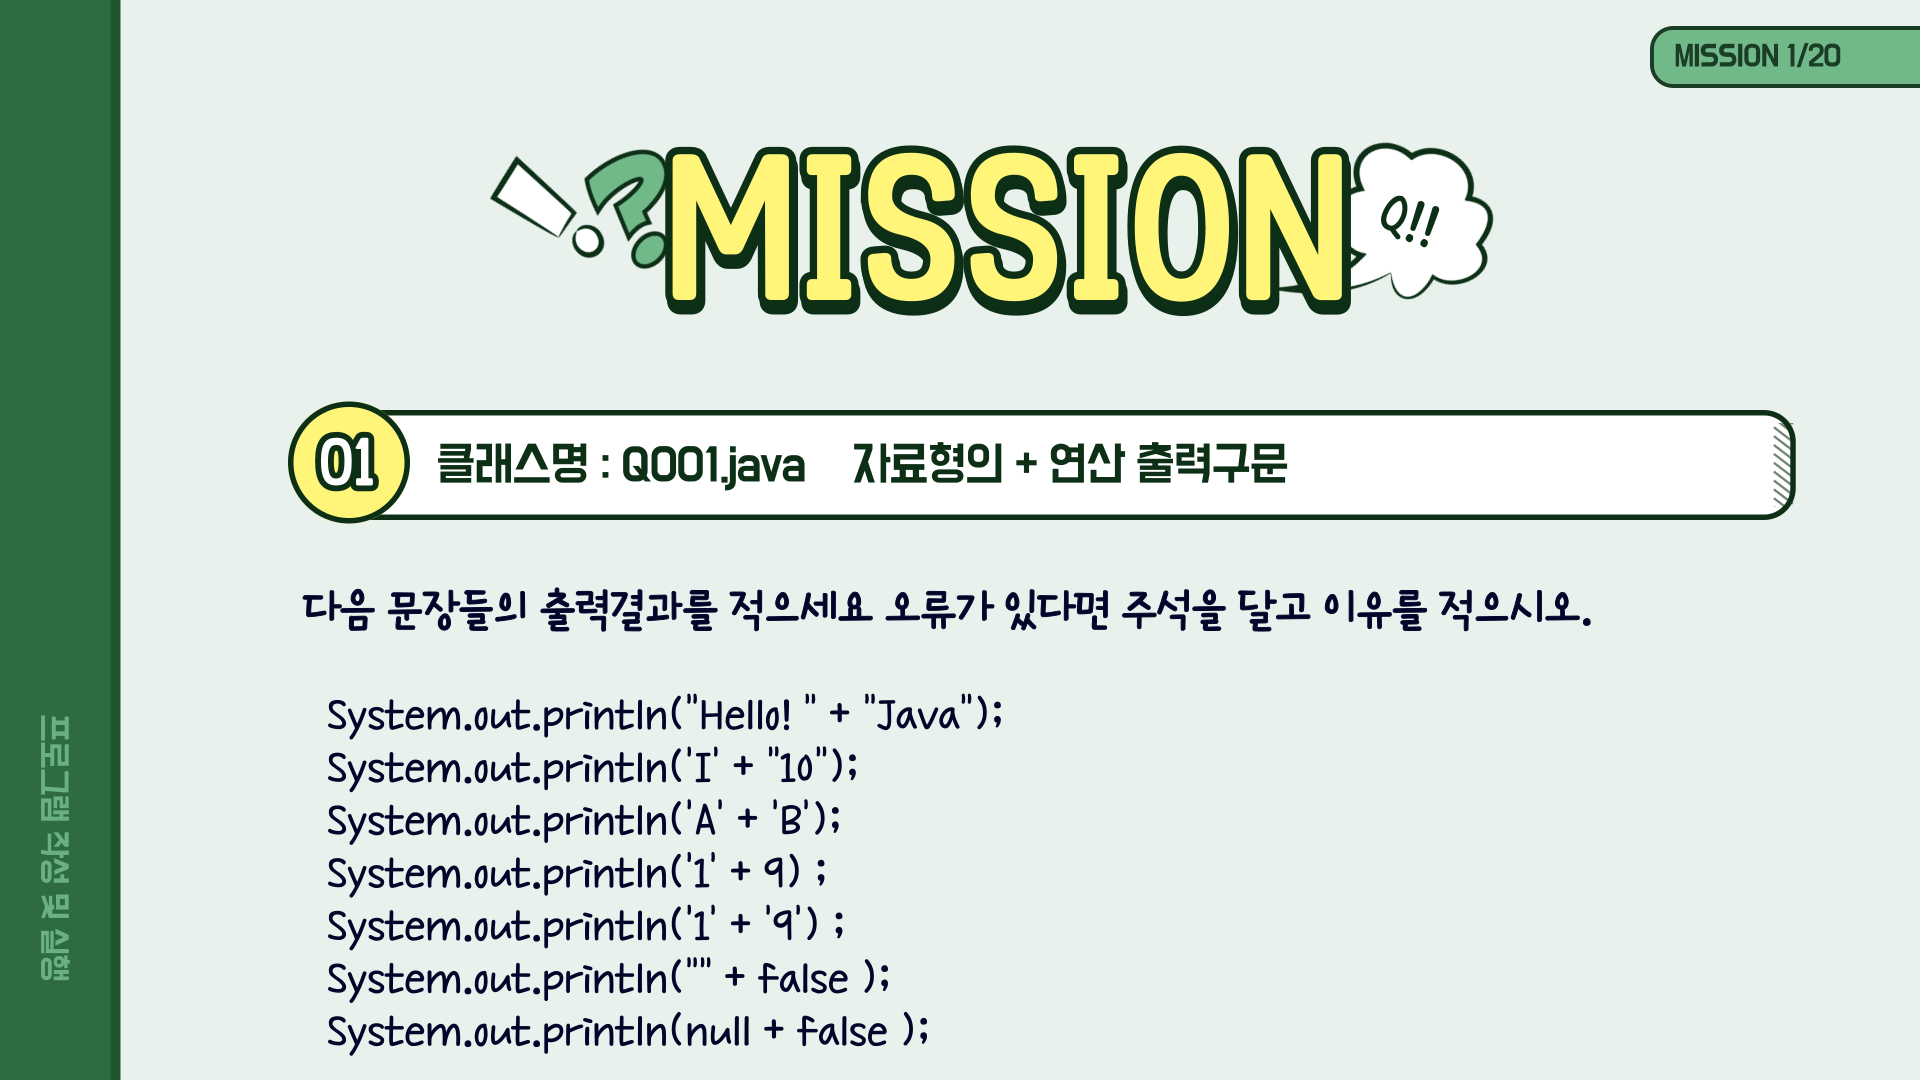 MISSION 1/20
!?MISSION
Q!!
01
클래스명 : Q001.java 자료형의 + 연산 출력구문
다음 문장들의 출력결과를 적으세요 오류가 있다면 주석을 달고 이유를 적으시오.
System.out.println("Hello! " + "Java");
System.out.println('I' + "10");
System.out.println('A' + 'B');
System.out.println('1' + 9) ;
System.out.println('1' + '9') ;
System.out.println("" + false );
System.out.println(null + false );
프로그램 작성 및 실행